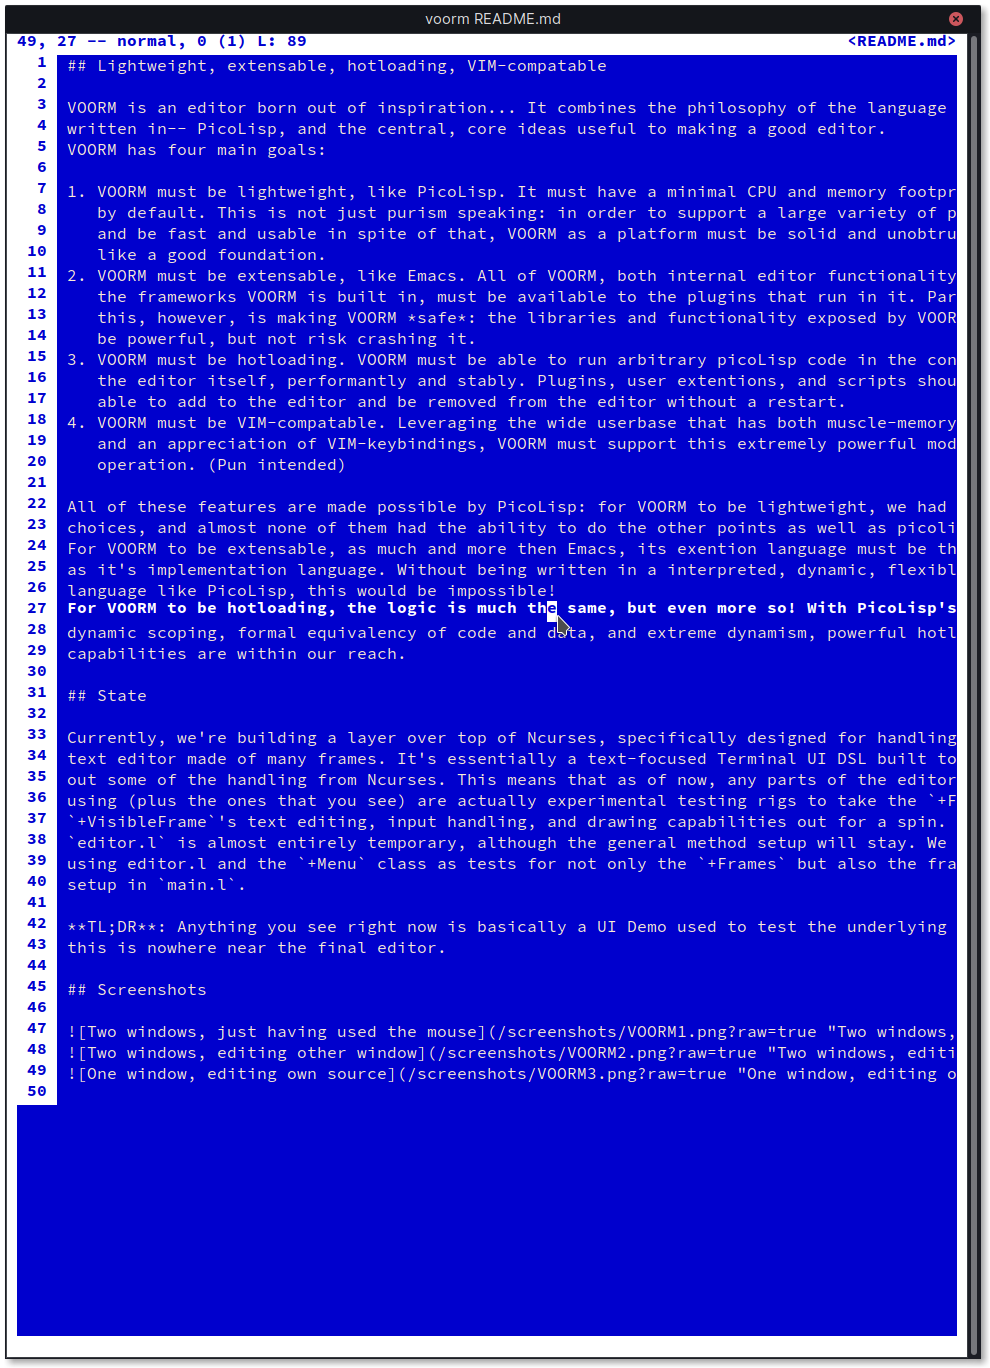 voorm README.md
49, 27 -- normal, 0 (1) L: 89 <README.md>
1 ## Lightweight, extensable, hotloading, VIM-compatable
2
3 VOORM is an editor born out of inspiration... It combines the philosophy of the language
4 written in-- PicoLisp, and the central, core ideas useful to making a good editor.
5 VOORM has four main goals:
6
7 1. VOORM must be lightweight, like PicoLisp. It must have a minimal CPU and memory footpr
8 by default. This is not just purism speaking: in order to support a large variety of p
9 and be fast and usable in spite of that, VOORM as a platform must be solid and unobtru
10 like a good foundation.
11 2. VOORM must be extensable, like Emacs. All of VOORM, both internal editor functionality
12 the frameworks VOORM is built in, must be available to the plugins that run in it. Par
13 this, however, is making VOORM *safe*: the libraries and functionality exposed by VOOR
14 be powerful, but not risk crashing it.
15 3. VOORM must be hotloading. VOORM must be able to run arbitrary picoLisp code in the con
16 the editor itself, performantly and stably. Plugins, user extentions, and scripts shou
17 able to add to the editor and be removed from the editor without a restart.
18 4. VOORM must be VIM-compatable. Leveraging the wide userbase that has both muscle-memory
19 and an appreciation of VIM-keybindings, VOORM must support this extremely powerful mod
20 operation. (Pun intended)
21
22 All of these features are made possible by PicoLisp: for VOORM to be lightweight, we had
23 choices, and almost none of them had the ability to do the other points as well as picoli
24 For VOORM to be extensable, as much and more then Emacs, its exention language must be th
25 as it's implementation language. Without being written in a interpreted, dynamic, flexibl
26 language like PicoLisp, this would be impossible!
27 For VOORM to be hotloading, the logic is much the same, but even more so! With PicoLisp's
28 dynamic scoping, formal equivalency of code and data, and extreme dynamism, powerful hotl
29 capabilities are within our reach.
30
31 ## State
32
33 Currently, we're building a layer over top of Ncurses, specifically designed for handling
34 text editor made of many frames. It's essentially a text-focused Terminal UI DSL built to
35 out some of the handling from Ncurses. This means that as of now, any parts of the editor
36 using (plus the ones that you see) are actually experimental testing rigs to take the `+F
37 `+VisibleFrame`'s text editing, input handling, and drawing capabilities out for a spin.
38 `editor.l` is almost entirely temporary, although the general method setup will stay. We
39 using editor.l and the `+Menu` class as tests for not only the `+Frames` but also the fra
40 setup in `main.l`.
41
42 **TL;DR**: Anything you see right now is basically a UI Demo used to test the underlying
43 this is nowhere near the final editor.
44
45 ## Screenshots
46
47 ![Two windows, just having used the mouse](/screenshots/VOORM1.png?raw=true "Two windows,
48 ![Two windows, editing other window](/screenshots/VOORM2.png?raw=true "Two windows, editi
49 ![One window, editing own source](/screenshots/VOORM3.png?raw=true "One window, editing o
50